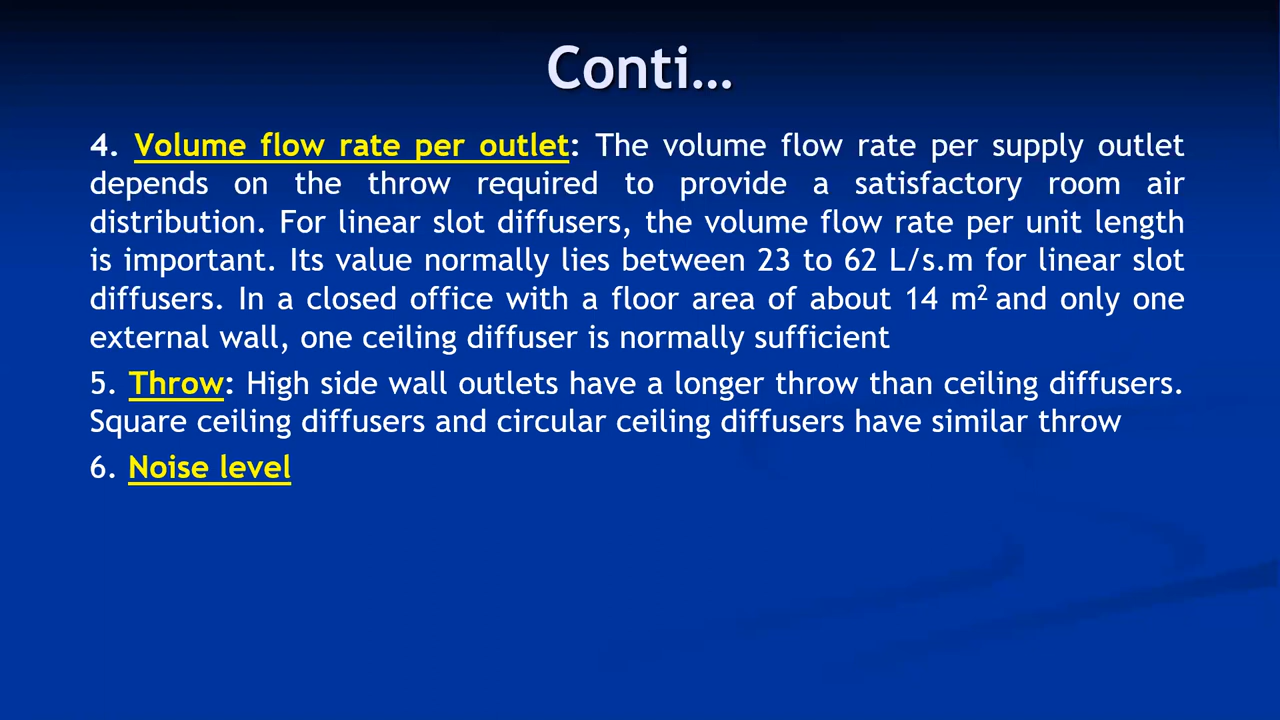 Conti…
4. Volume flow rate per outlet: The volume flow rate per supply outlet
depends on the throw required to provide a satisfactory room air
distribution. For linear slot diffusers, the volume flow rate per unit length
is important. Its value normally lies between 23 to 62 L/s.m for linear slot
diffusers. In a closed office with a floor area of about 14 m² and only one
external wall, one ceiling diffuser is normally sufficient
5. Throw: High side wall outlets have a longer throw than ceiling diffusers.
Square ceiling diffusers and circular ceiling diffusers have similar throw
6. Noise level